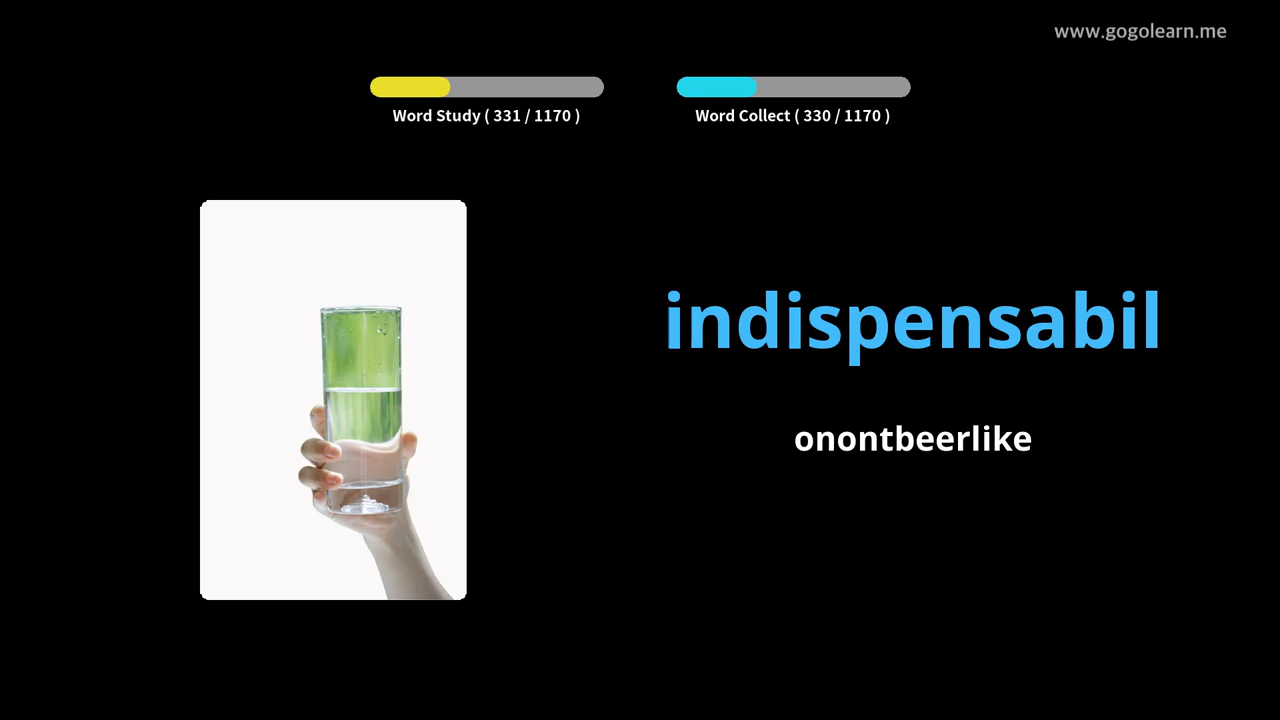 www.gogolearn.me
Word Study ( 331 / 1170 )
Word Collect ( 330 / 1170 )
indispensabil
onontbeerlike